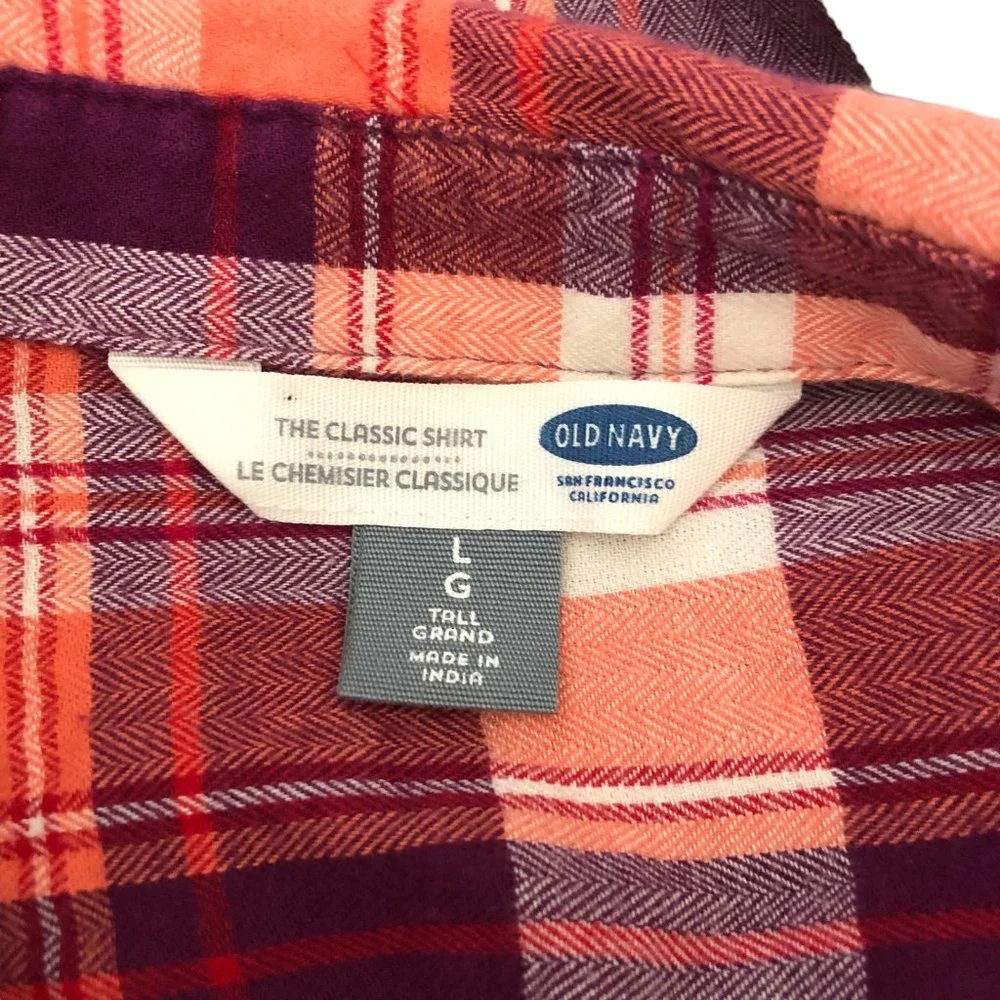 THE CLASSIC SHIRT
LE CHEMISIER CLASSIQUE
OLD NAVY
SAN FRANCISCO
CALIFORNIA
L
G
TALL
GRAND
MADE IN
INDIA